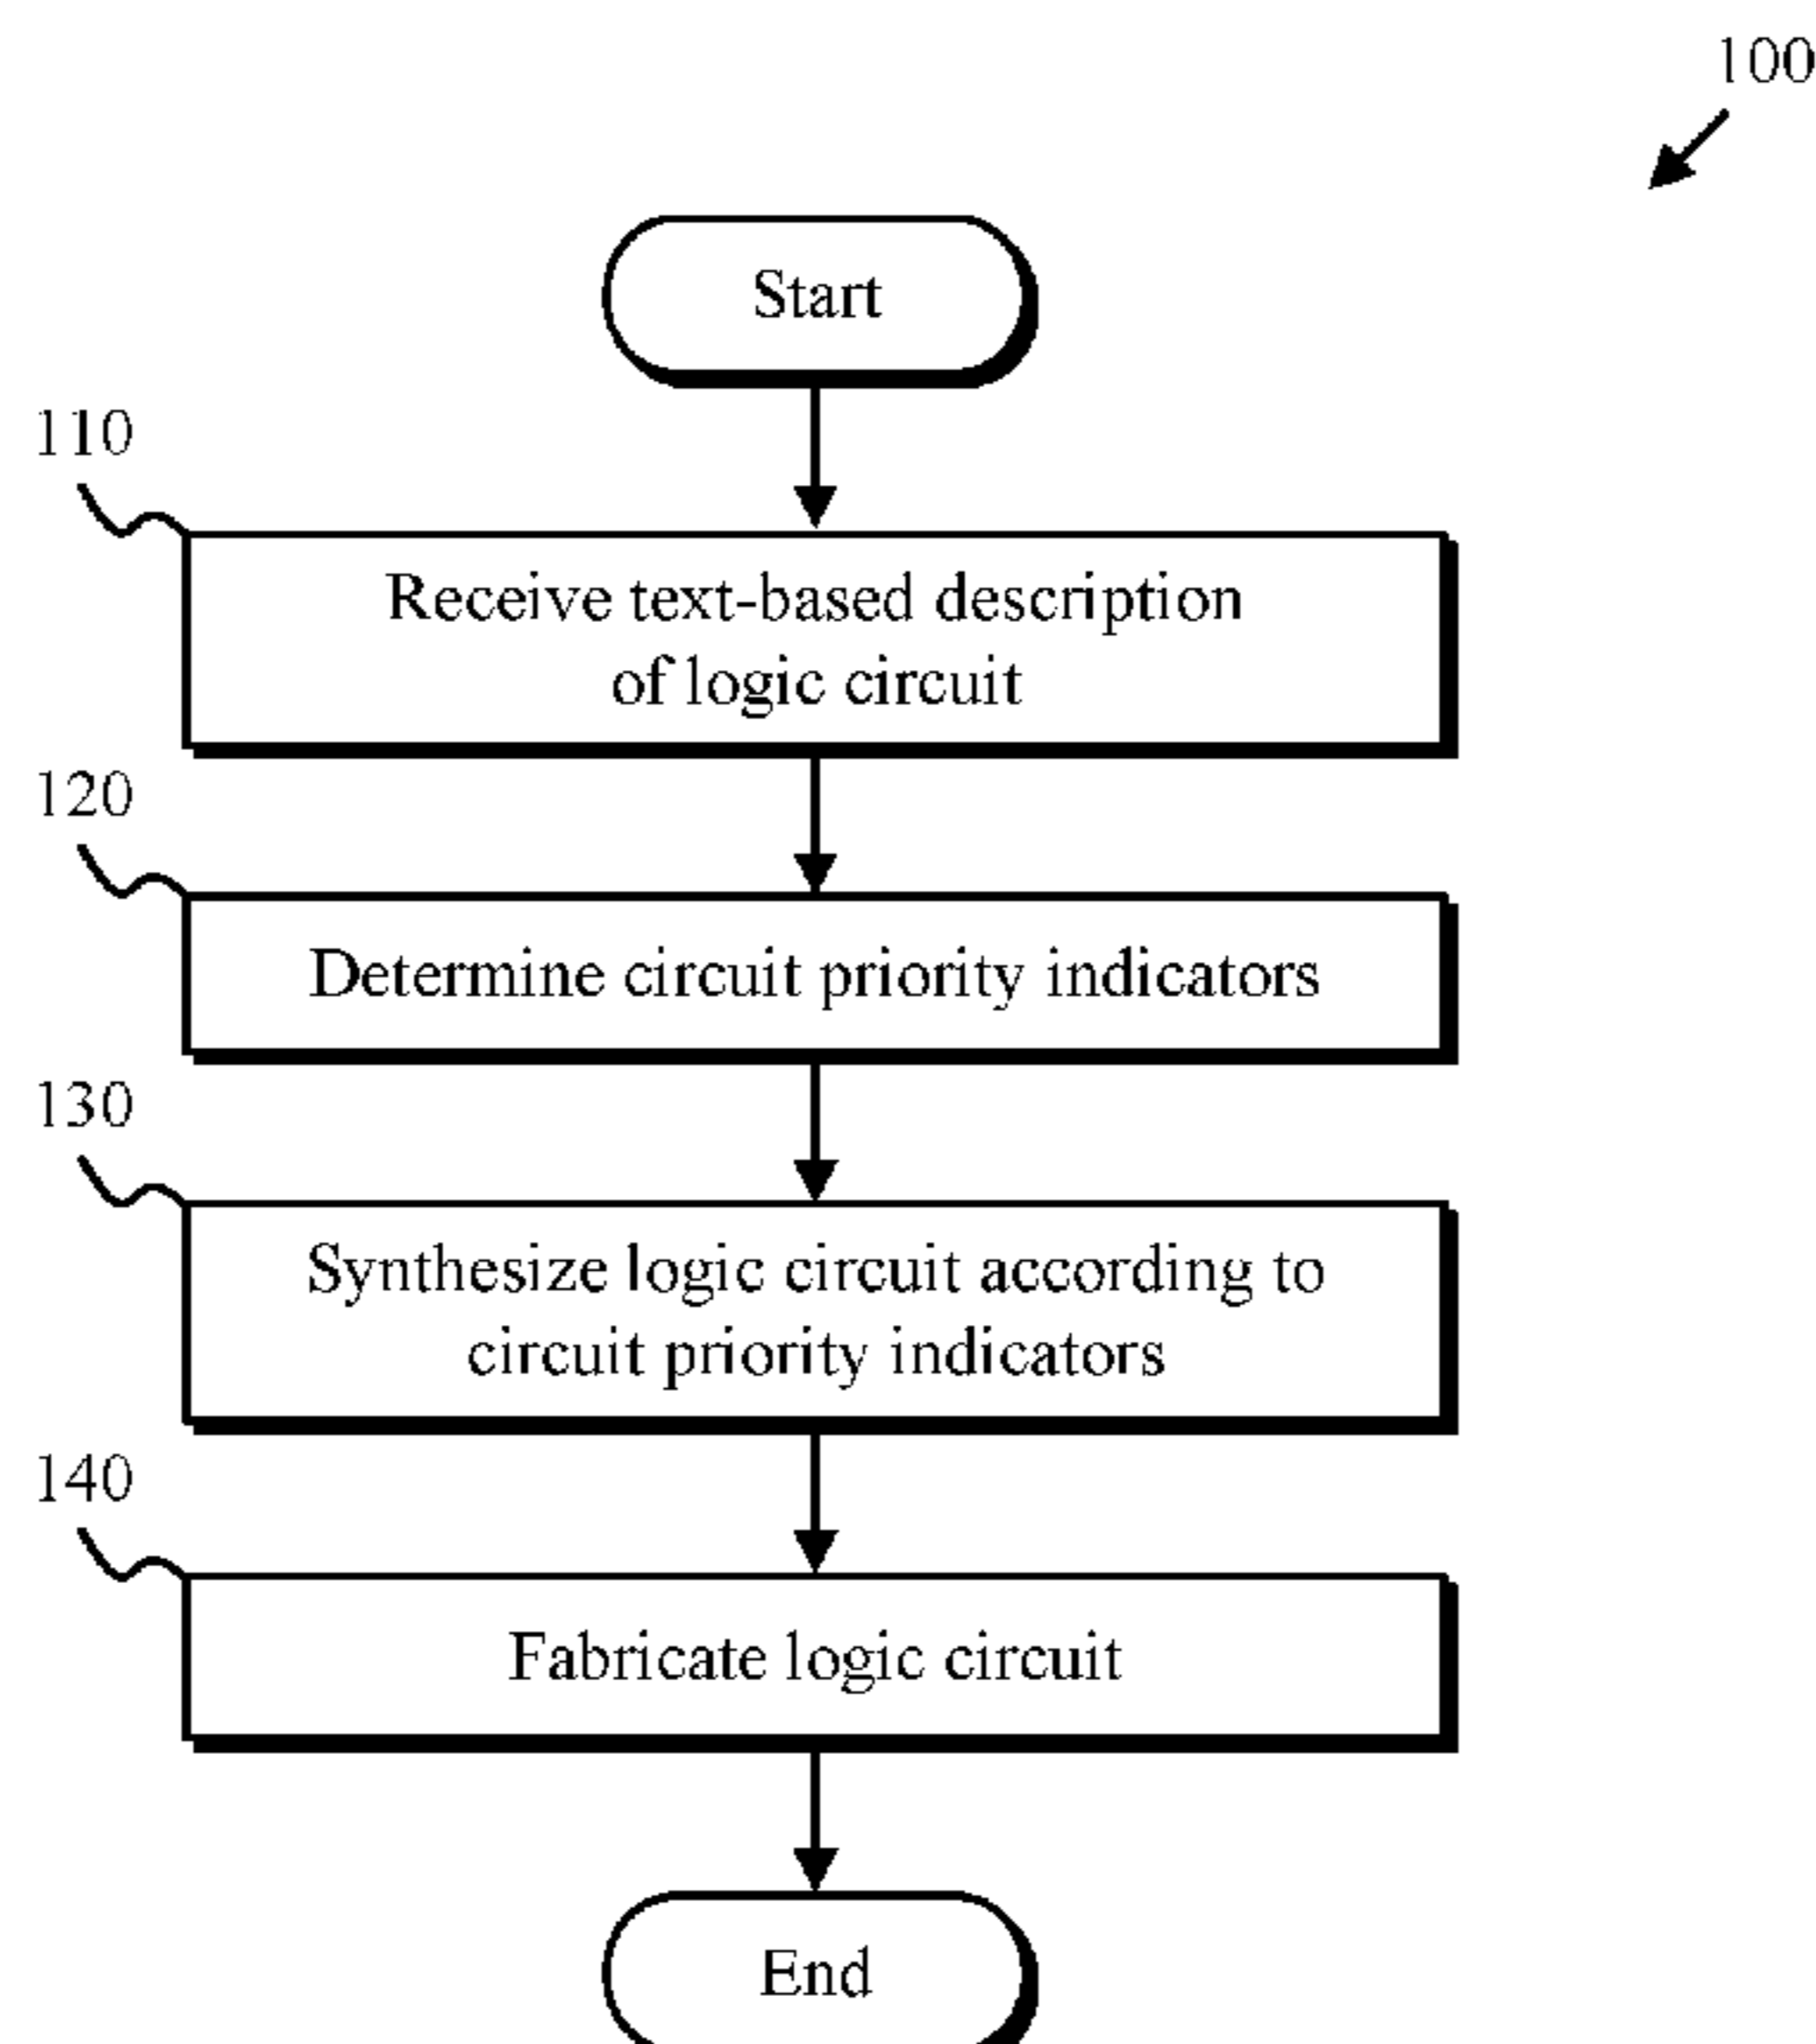 100
Start
110
Receive text-based description
of logic circuit
120
Determine circuit priority indicators
130
Synthesize logic circuit according to
circuit priority indicators
140
Fabricate logic circuit
End